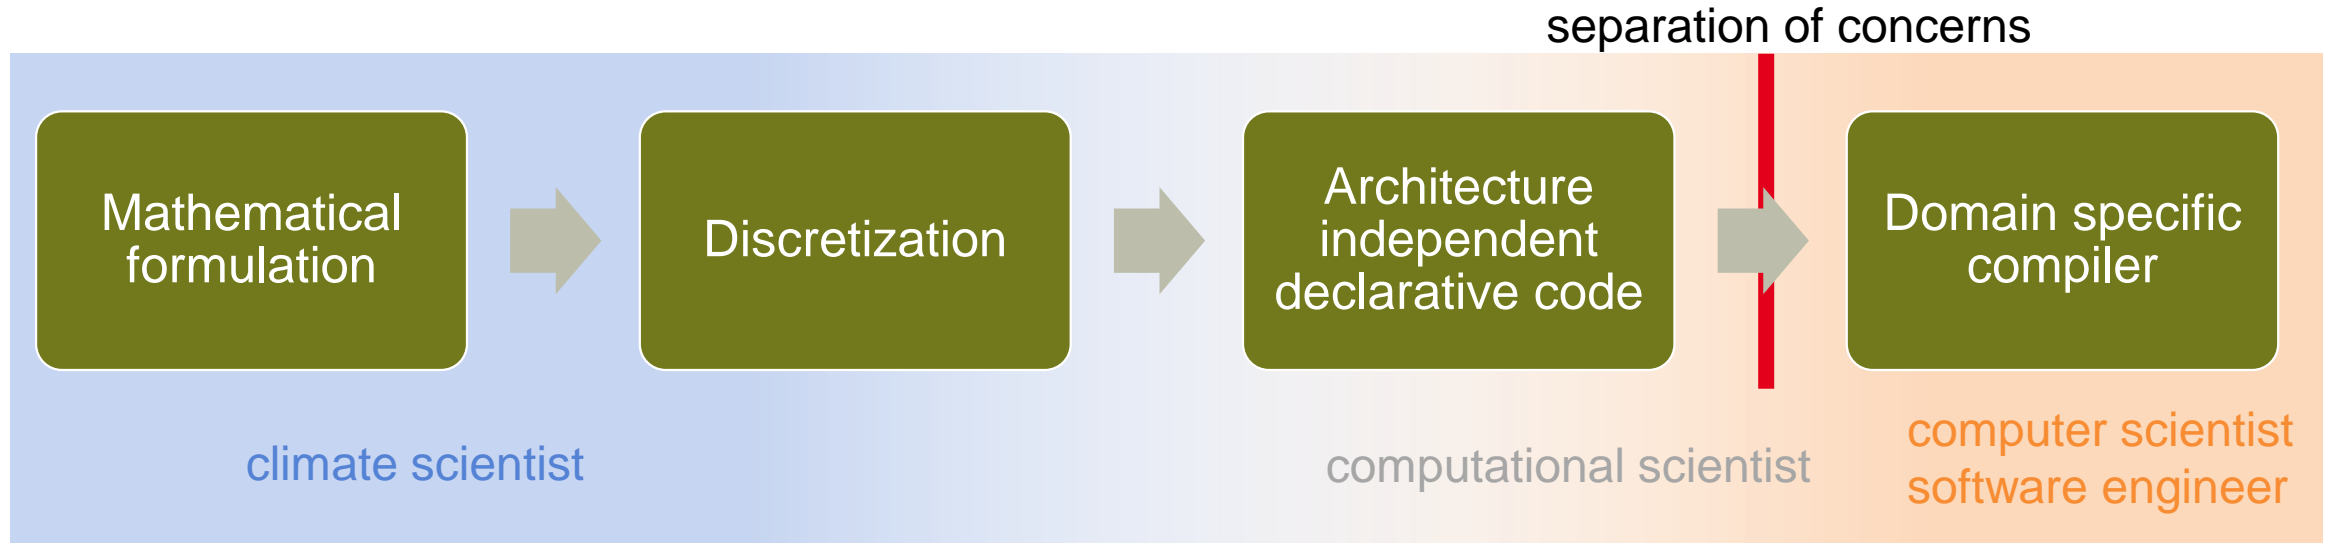 separation of concerns
Mathematical
formulation
Discretization
Architecture
independent
declarative code
Domain specific
compiler
climate scientist
computational scientist
computer scientist
software engineer